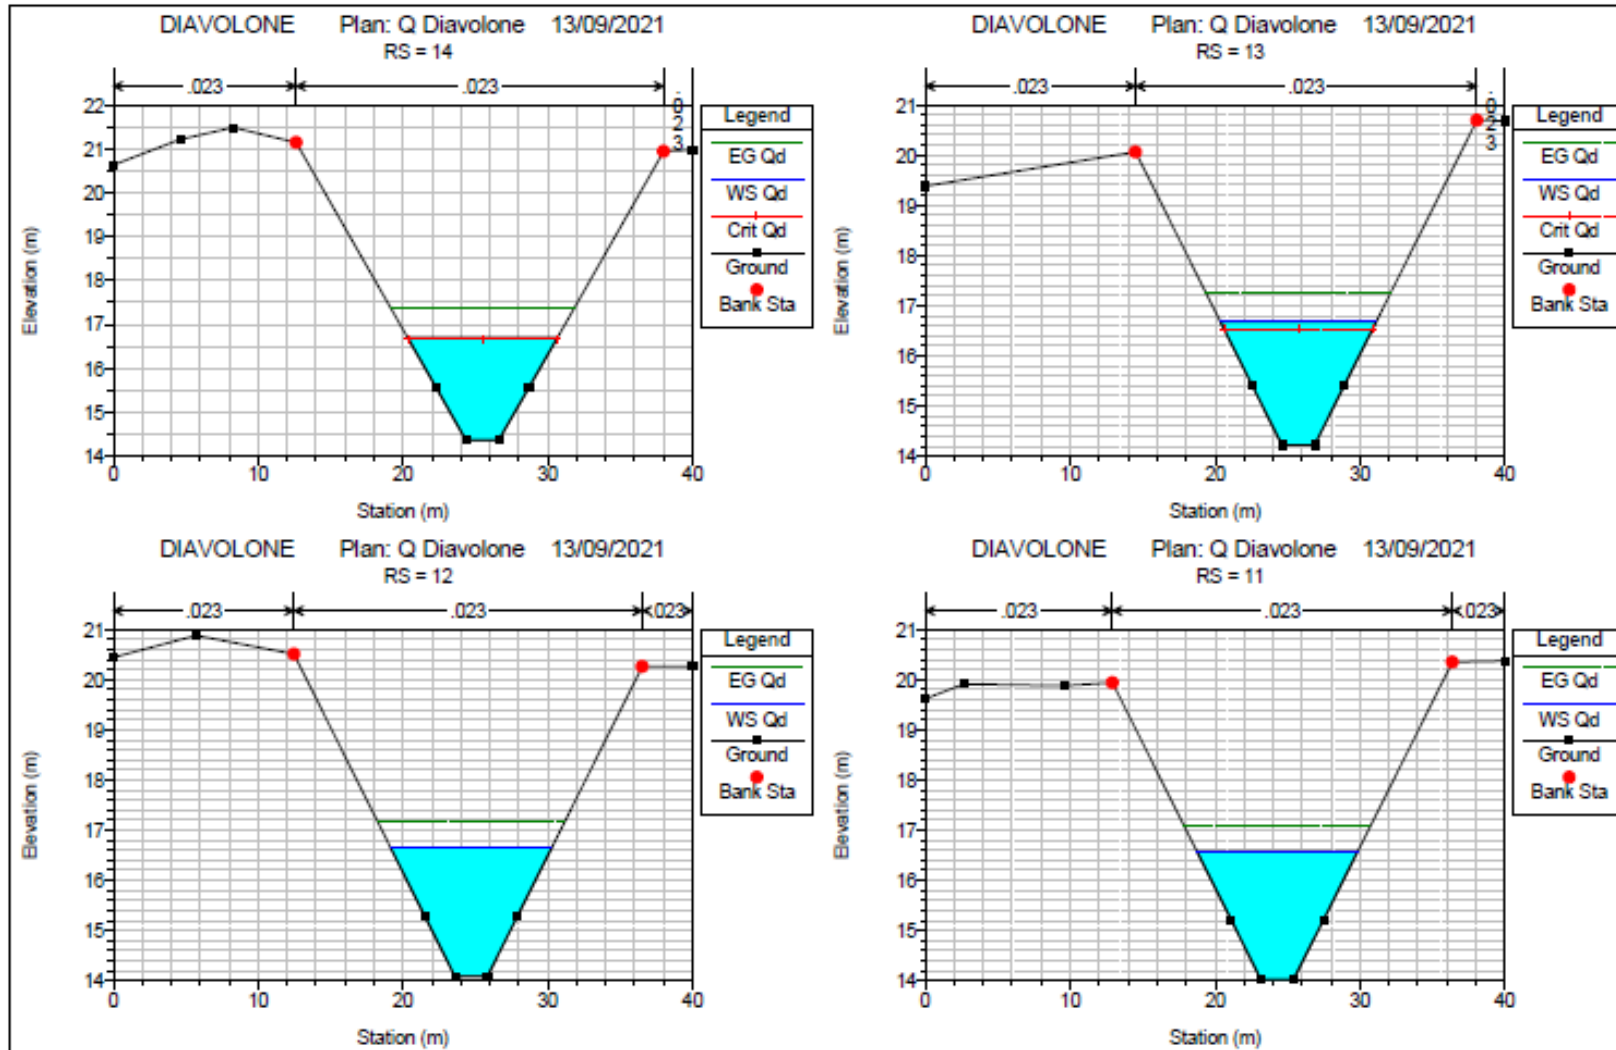 DIAVOLONE Plan: Q Diavolone 13/09/2021
RS = 14
.023 .023 .023
22
21
20
19
18
17
16
15
14
Elevation (m)
0 10 20 30 40
Station (m)
Legend
EG Qd
WS Qd
Crit Qd
Ground
Bank Sta
DIAVOLONE Plan: Q Diavolone 13/09/2021
RS = 13
.023 .023 .023
21
20
19
18
17
16
15
14
Elevation (m)
0 10 20 30 40
Station (m)
Legend
EG Qd
WS Qd
Crit Qd
Ground
Bank Sta
DIAVOLONE Plan: Q Diavolone 13/09/2021
RS = 12
.023 .023 .023
21
20
19
18
17
16
15
14
Elevation (m)
0 10 20 30 40
Station (m)
Legend
EG Qd
WS Qd
Ground
Bank Sta
DIAVOLONE Plan: Q Diavolone 13/09/2021
RS = 11
.023 .023 .023
21
20
19
18
17
16
15
14
Elevation (m)
0 10 20 30 40
Station (m)
Legend
EG Qd
WS Qd
Ground
Bank Sta